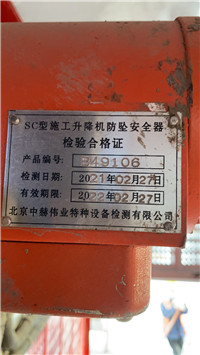 SC型施工升降机防坠安全器
检验合格证
产品编号: 849106
检测日期: 2021年02月27日
有效期限: 2022年02月27日
北京中赫伟业特种设备检测有限公司